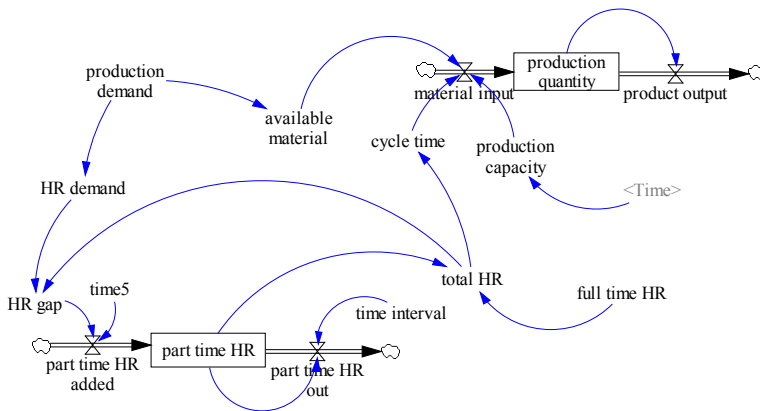 production
demand
available
material
material input
production
quantity
product output
cycle time
production
capacity
<Time>
HR demand
HR gap
time5
total HR
full time HR
time interval
part time HR
added
part time HR
part time HR
out